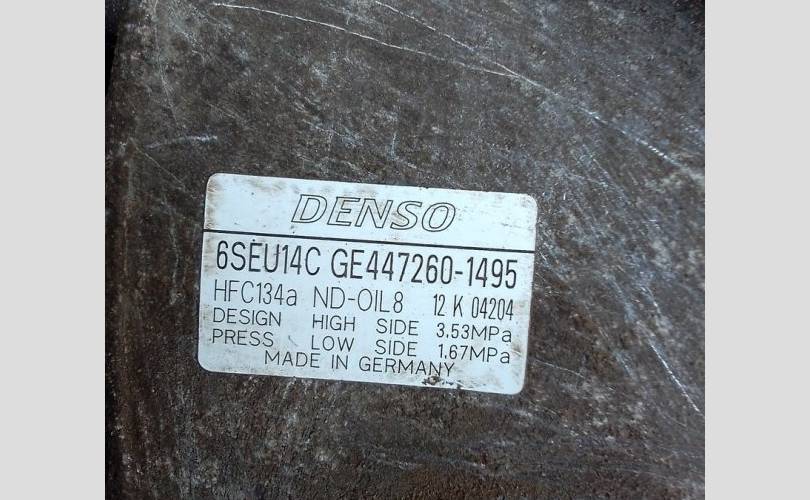 DENSO
6SEU14C GE447260-1495
HFC134a ND-OIL8 12 K 04204
DESIGN HIGH SIDE 3.53MPa
PRESS LOW SIDE 1.67MPa
MADE IN GERMANY